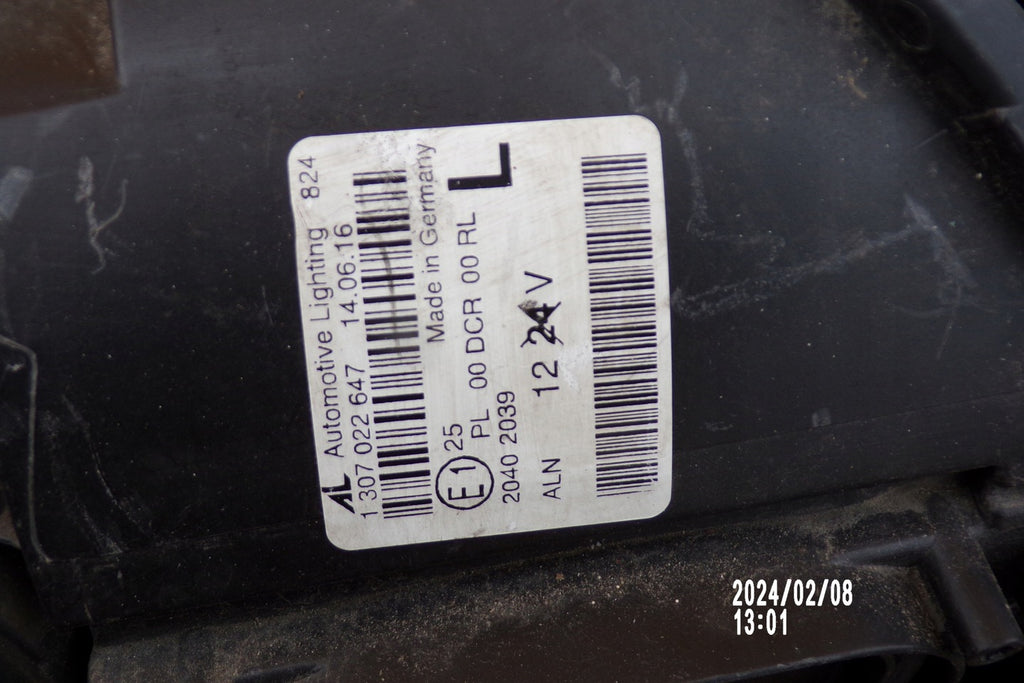 AL Automotive Lighting 824
1 307 022 647 14.06.16
Made in Germany
E1 25
PL 00 DCR 00 RL L
2040 2039
ALN 12 24 V
2024/02/08
13:01